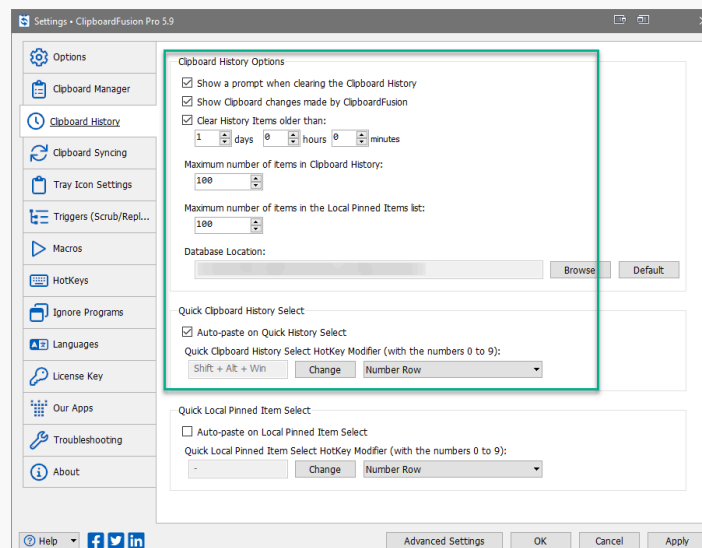 Settings • ClipboardFusion Pro 5.9
Options
Clipboard Manager
Clipboard History
Clipboard Syncing
Tray Icon Settings
Triggers (Scrub/Repl...
Macros
HotKeys
Ignore Programs
Languages
License Key
Our Apps
Troubleshooting
About
Clipboard History Options
Show a prompt when clearing the Clipboard History
Show Clipboard changes made by ClipboardFusion
Clear History Items older than:
1 days 0 hours 0 minutes
Maximum number of items in Clipboard History:
100
Maximum number of items in the Local Pinned Items list:
100
Database Location:
Browse Default
Quick Clipboard History Select
Auto-paste on Quick History Select
Quick Clipboard History Select HotKey Modifier (with the numbers 0 to 9):
Shift + Alt + Win Change Number Row
Quick Local Pinned Item Select
Auto-paste on Local Pinned Item Select
Quick Local Pinned Item Select HotKey Modifier (with the numbers 0 to 9):
- Change Number Row
Help Advanced Settings OK Cancel Apply